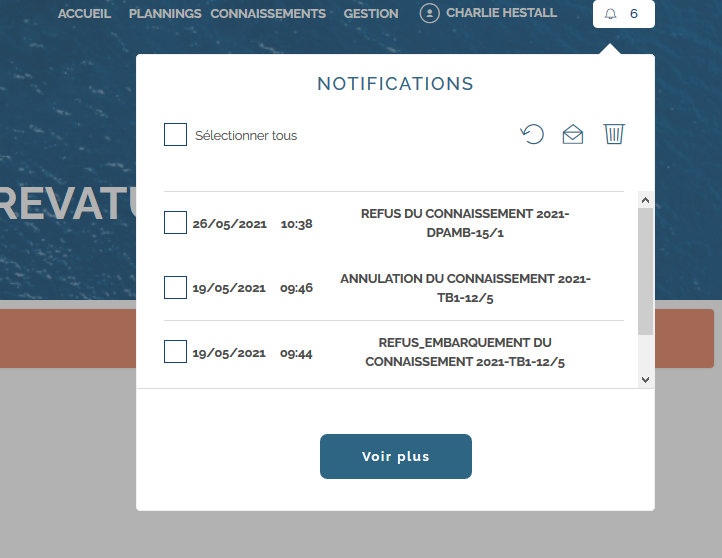 ACCUEIL PLANNINGS CONNAISSEMENTS GESTION CHARLIE HESTALL 6
NOTIFICATIONS
Sélectionner tous
REVATU
26/05/2021 10:38 REFUS DU CONNAISSEMENT 2021-
DPAMB-15/1
19/05/2021 09:46 ANNULATION DU CONNAISSEMENT 2021-
TB1-12/5
19/05/2021 09:44 REFUS_EMBARQUEMENT DU
CONNAISSEMENT 2021-TB1-12/5
Voir plus